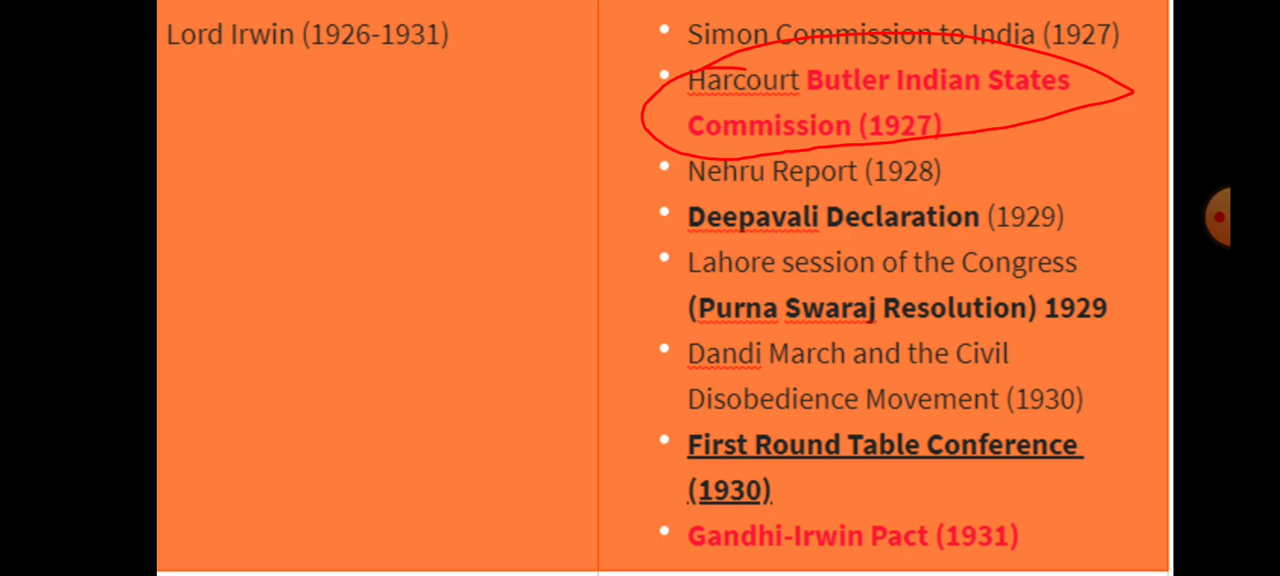 Lord Irwin (1926-1931)
Simon Commission to India (1927)
Harcourt Butler Indian States
Commission (1927)
Nehru Report (1928)
Deepavali Declaration (1929)
Lahore session of the Congress
(Purna Swaraj Resolution) 1929
Dandi March and the Civil
Disobedience Movement (1930)
First Round Table Conference
(1930)
Gandhi-Irwin Pact (1931)